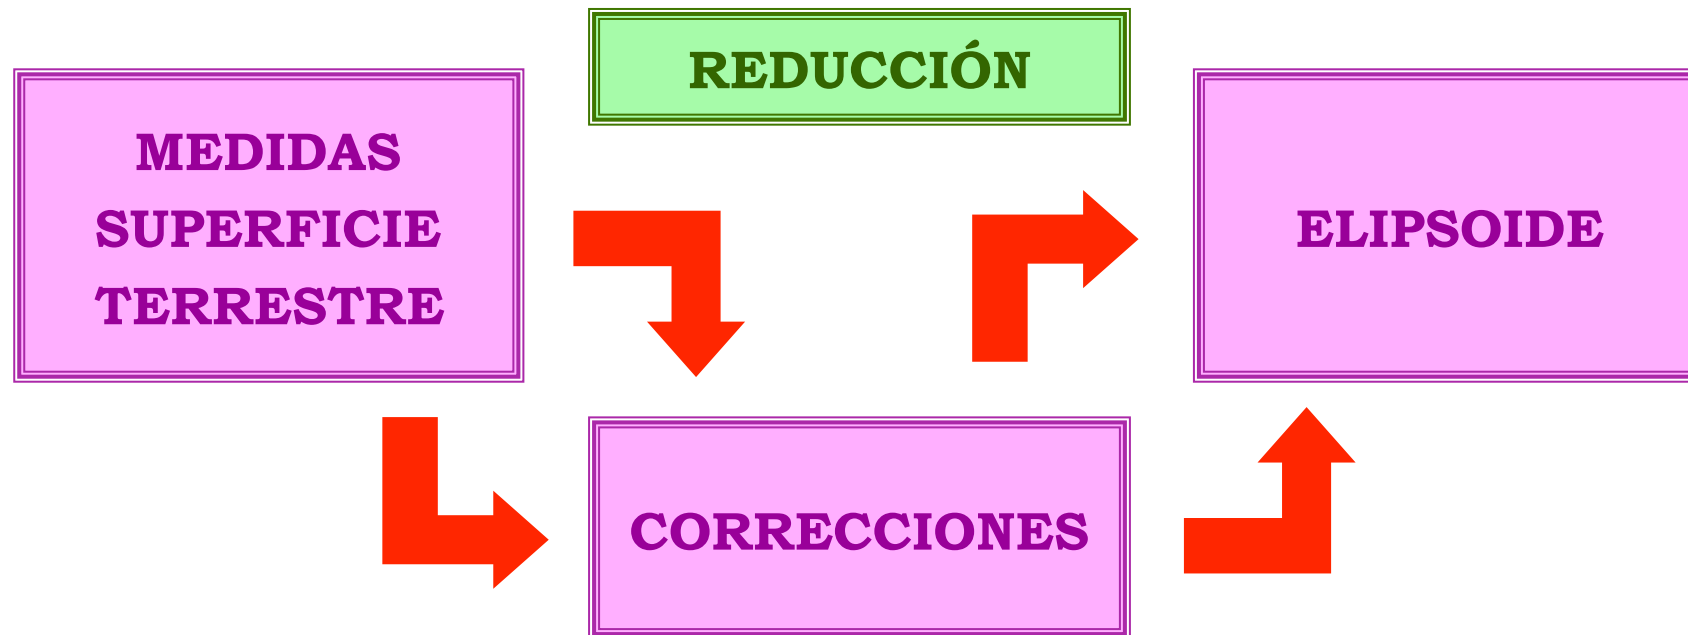 REDUCCIÓN
MEDIDAS
SUPERFICIE
TERRESTRE
ELIPSOIDE
CORRECCIONES